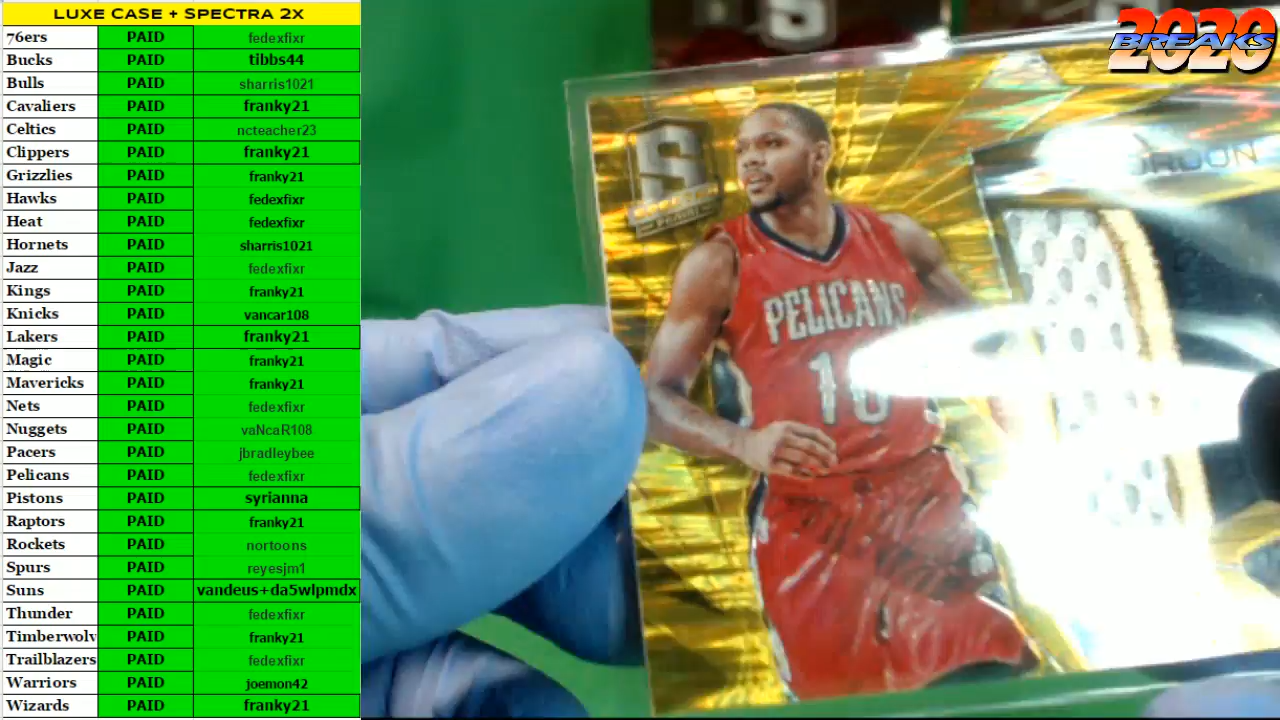 LUXE CASE + SPECTRA 2X
76ers PAID fedexfixr
Bucks PAID tibbs44
Bulls PAID sharris1021
Cavaliers PAID franky21
Celtics PAID ncteacher23
Clippers PAID franky21
Grizzlies PAID franky21
Hawks PAID fedexfixr
Heat PAID fedexfixr
Hornets PAID sharris1021
Jazz PAID fedexfixr
Kings PAID franky21
Knicks PAID vancar108
Lakers PAID franky21
Magic PAID franky21
Mavericks PAID franky21
Nets PAID fedexfixr
Nuggets PAID vaNcaR108
Pacers PAID jbradleybee
Pelicans PAID fedexfixr
Pistons PAID syrianna
Raptors PAID franky21
Rockets PAID nortoons
Spurs PAID reyesjm1
Suns PAID vandeus+da5wlpmdx
Thunder PAID fedexfixr
Timberwolv PAID franky21
Trailblazers PAID fedexfixr
Warriors PAID joemon42
Wizards PAID franky21
2020
BREAKS
S
PELICANS
10